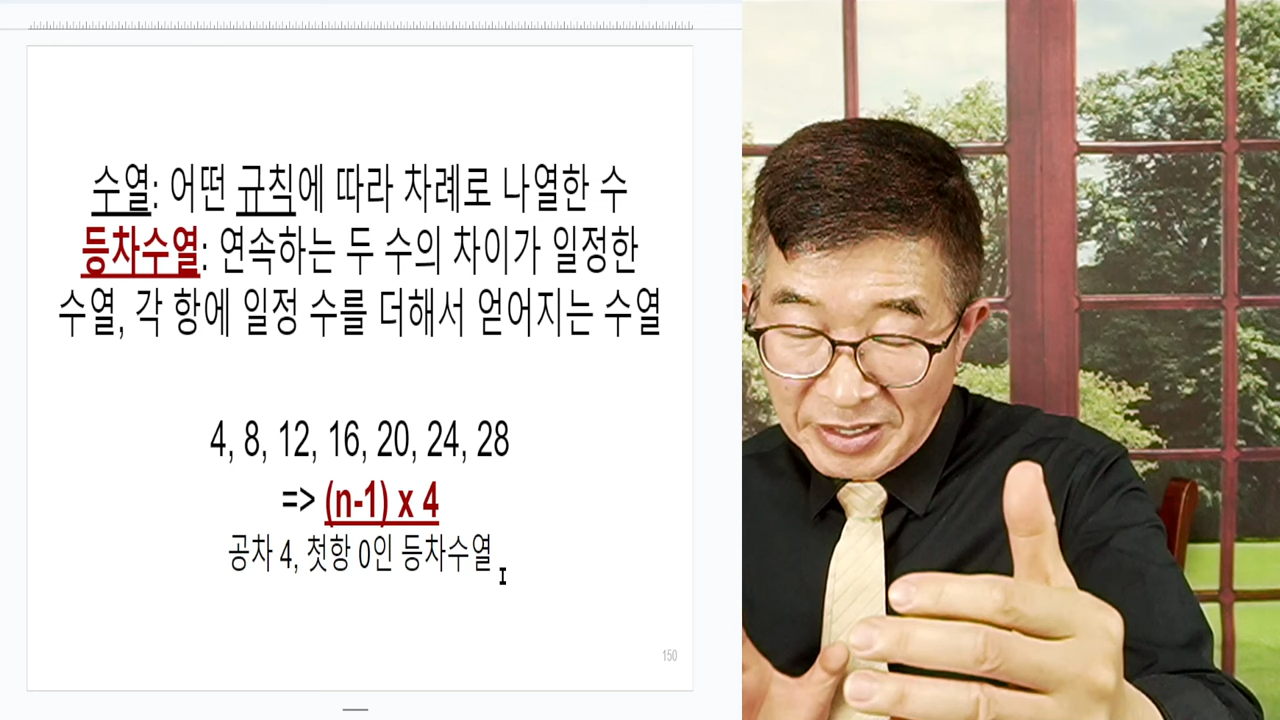 수열: 어떤 규칙에 따라 차례로 나열한 수
등차수열: 연속하는 두 수의 차이가 일정한
수열, 각 항에 일정 수를 더해서 얻어지는 수열
4, 8, 12, 16, 20, 24, 28
=> (n-1) x 4
공차 4, 첫항 0인 등차수열
150